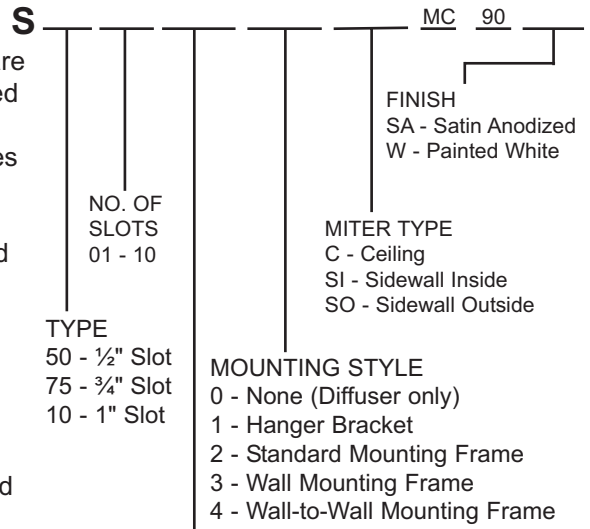 S MC 90
ed
FINISH
SA - Satin Anodized
W - Painted White
NO. OF
SLOTS
01 - 10
MITER TYPE
C - Ceiling
SI - Sidewall Inside
SO - Sidewall Outside
TYPE
50 - ½" Slot
75 - ¾" Slot
10 - 1" Slot
MOUNTING STYLE
0 - None (Diffuser only)
1 - Hanger Bracket
2 - Standard Mounting Frame
3 - Wall Mounting Frame
4 - Wall-to-Wall Mounting Frame